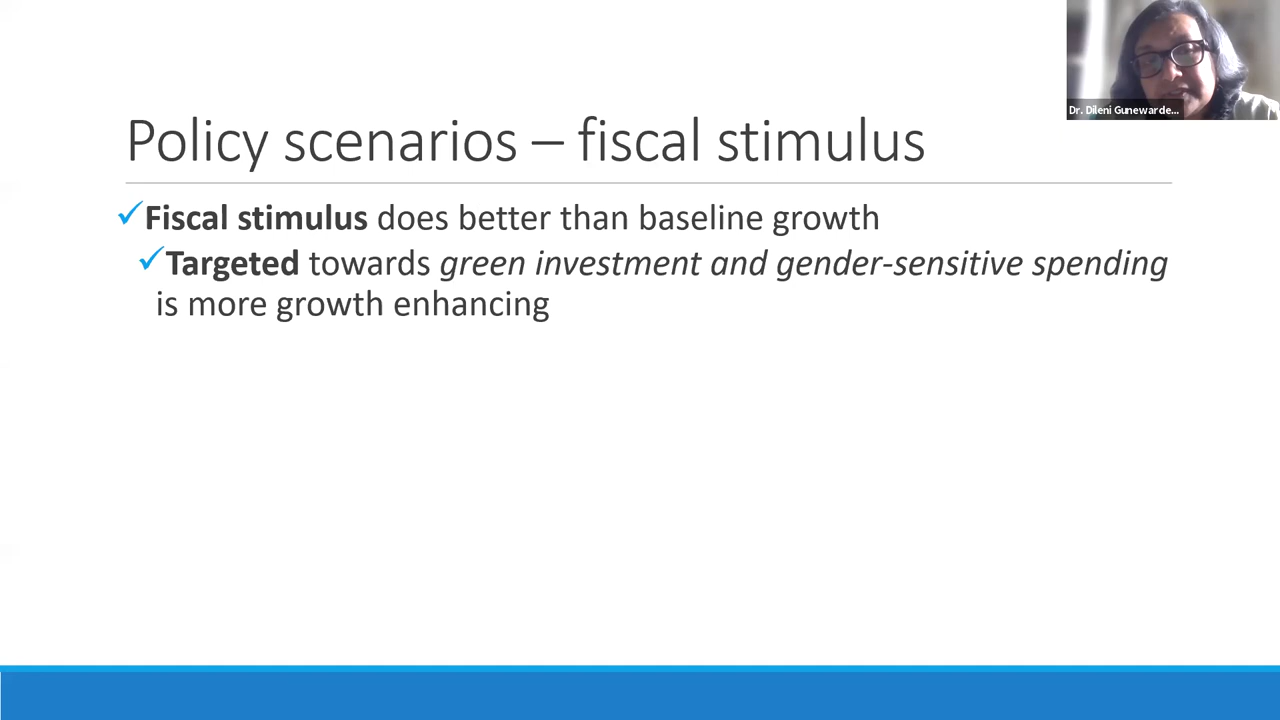 Dr. Dileni Gunewarde...
Policy scenarios – fiscal stimulus
✓Fiscal stimulus does better than baseline growth
✓Targeted towards green investment and gender-sensitive spending
is more growth enhancing